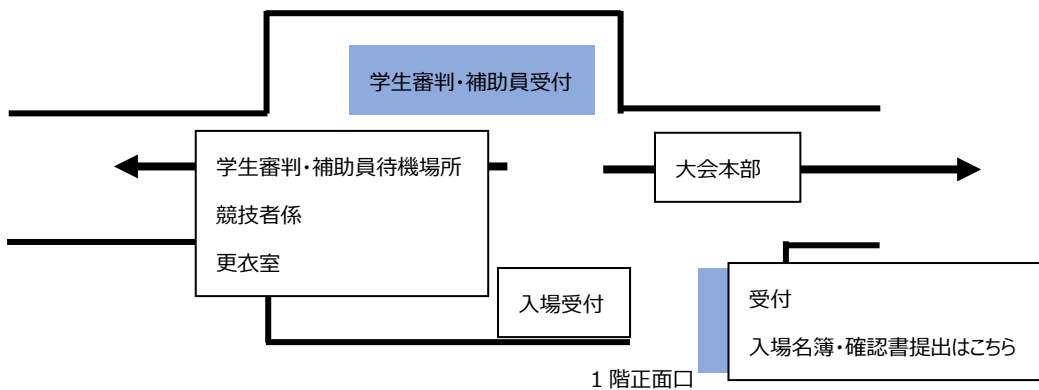 学生審判・補助員受付
学生審判・補助員待機場所
競技者係
更衣室
大会本部
入場受付
受付
入場名簿・確認書提出はこちら
1階正面口